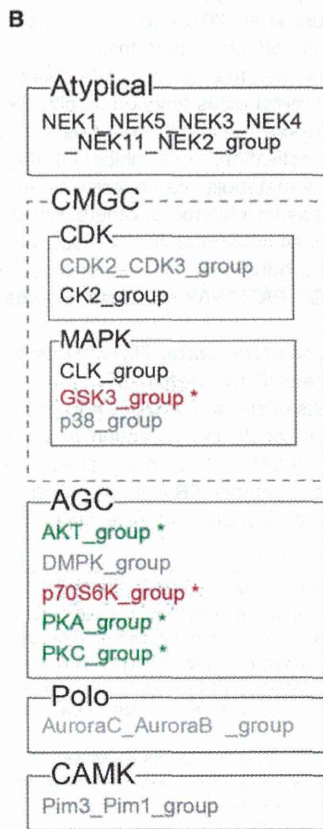 B
Atypical
NEK1_NEK5_NEK3_NEK4
_NEK11_NEK2_group
CMGC
CDK
CDK2_CDK3_group
CK2_group
MAPK
CLK_group
GSK3_group *
p38_group
AGC
AKT_group *
DMPK_group
p70S6K_group *
PKA_group *
PKC_group *
Polo
AuroraC_AuroraB _group
CAMK
Pim3_Pim1_group